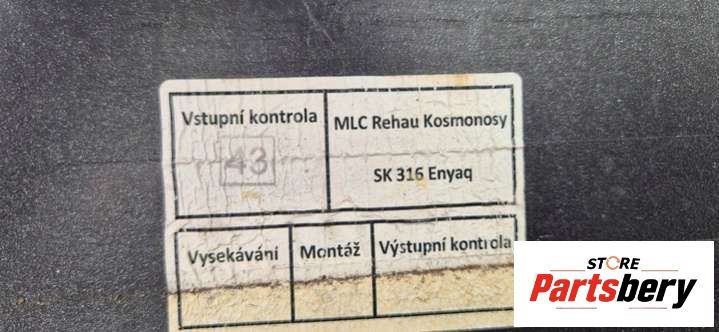 Vstupní kontrola
43
MLC Rehau Kosmonosy
SK 316 Enyaq
Vysekávání
Montáž
Výstupní kontrola
STORE
Partsbery